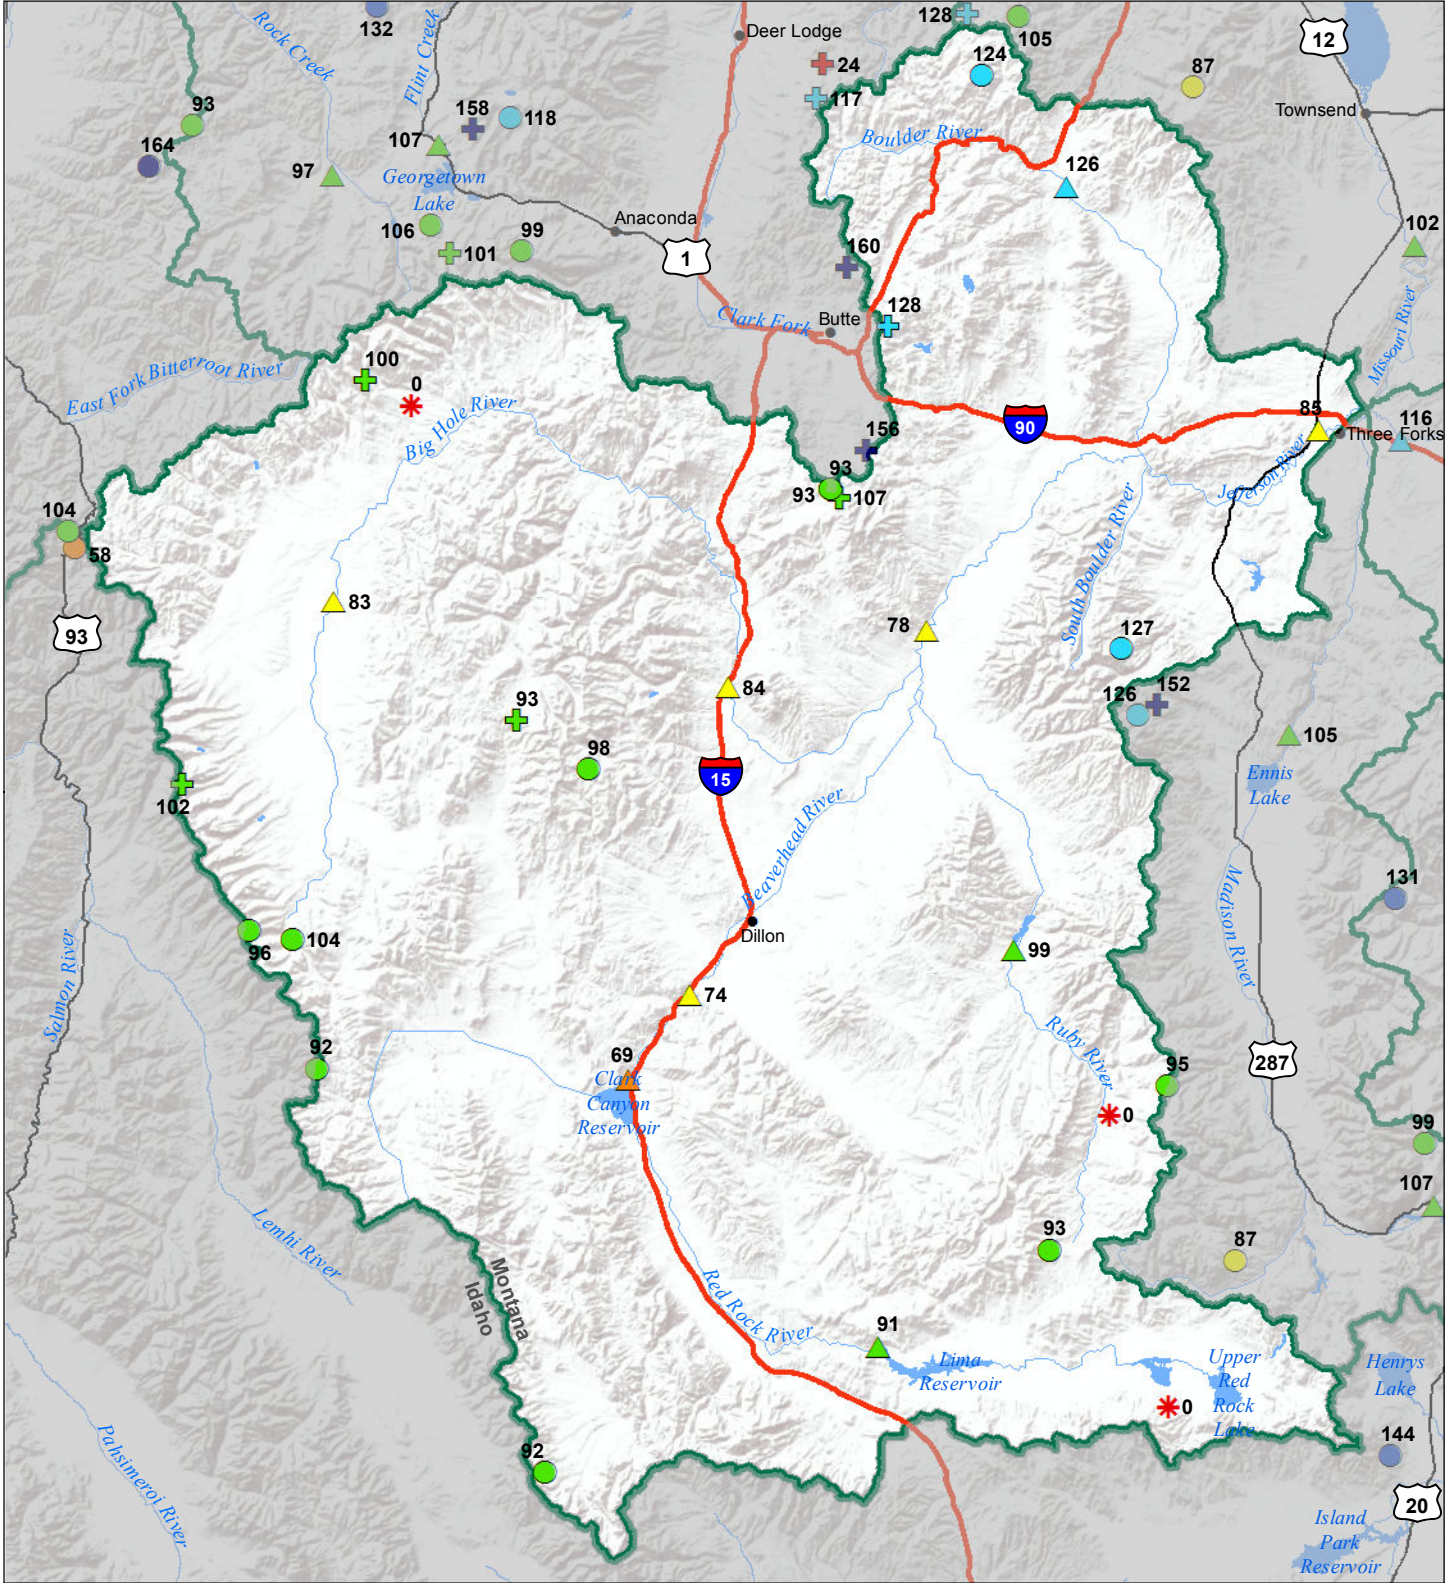 132
Rock Creek
Flint Creek
Deer Lodge
128
105
12
24
124
87
117
Townsend
93
158
118
164
107
Boulder River
97
Georgetown
Lake
126
106
Anaconda
99
101
1
102
160
Clark Fork
Butte
128
Missouri River
East Fork Bitterroot River
100
0
Big Hole River
90
85
116
Three Forks
156
93
93
107
Jefferson River
104
58
South Boulder River
83
78
93
127
84
126
152
93
105
98
15
Ennis
Lake
102
Beaverhead River
131
Madison River
Dillon
96
104
99
Salmon River
74
Ruby River
92
69
95
287
Clark
Canyon
Reservoir
0
99
107
Lemhi River
93
87
Montana
Idaho
Red Rock River
91
Lima
Reservoir
Upper
Red
Rock
Lake
Henrys
Lake
0
Pahsimeroi River
92
144
20
Island
Park
Reservoir